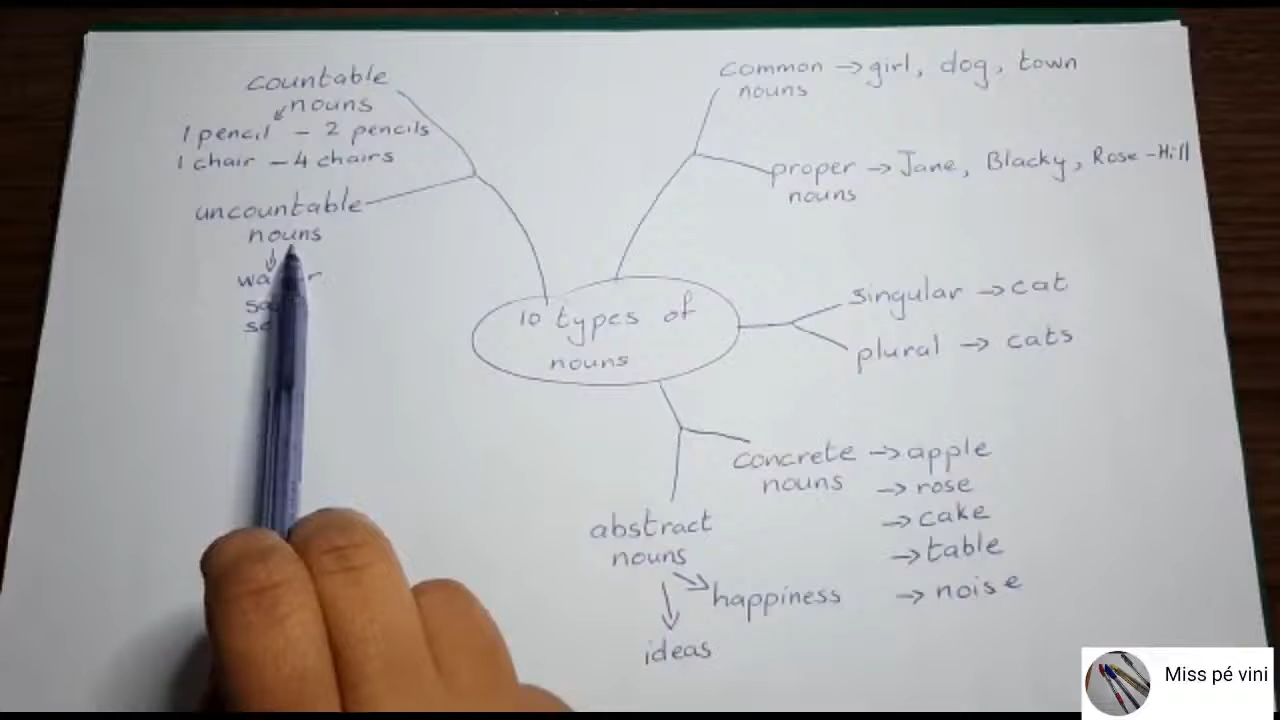 countable
nouns
1 pencil - 2 pencils
1 chair - 4 chairs
uncountable
nouns
common → girl, dog, town
nouns
proper → Jane, Blacky, Rose-Hill
nouns
10 types of
nouns
singular → cat
plural → cats
concrete → apple
nouns → rose
→ cake
→ table
→ noise
abstract
nouns
happiness
ideas
Miss pé vini